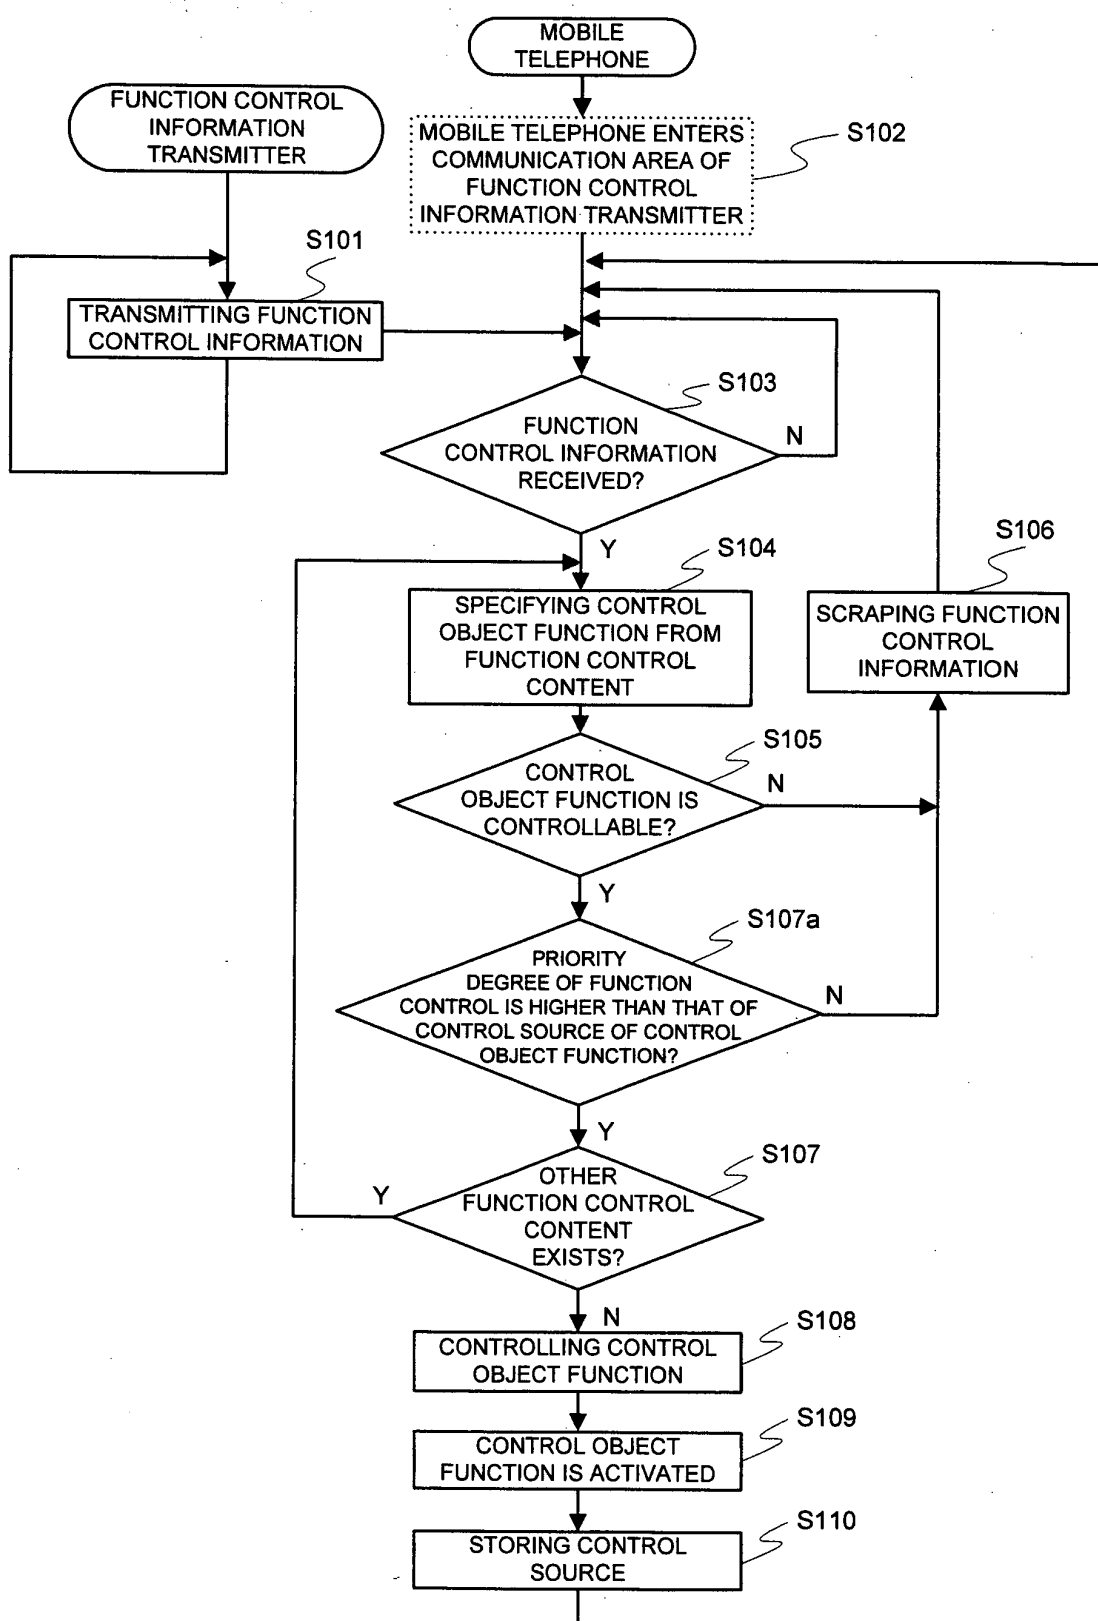 MOBILE
TELEPHONE
FUNCTION CONTROL
INFORMATION
TRANSMITTER
MOBILE TELEPHONE ENTERS
COMMUNICATION AREA OF
FUNCTION CONTROL
INFORMATION TRANSMITTER
S102
S101
TRANSMITTING FUNCTION
CONTROL INFORMATION
S103
FUNCTION
CONTROL INFORMATION
RECEIVED?
N
Y
S104
SPECIFYING CONTROL
OBJECT FUNCTION FROM
FUNCTION CONTROL
CONTENT
S106
SCRAPING FUNCTION
CONTROL
INFORMATION
S105
CONTROL
OBJECT FUNCTION IS
CONTROLLABLE?
N
Y
S107a
PRIORITY
DEGREE OF FUNCTION
CONTROL IS HIGHER THAN THAT OF
CONTROL SOURCE OF CONTROL
OBJECT FUNCTION?
N
Y
S107
OTHER
FUNCTION CONTROL
CONTENT
EXISTS?
Y
N
S108
CONTROLLING CONTROL
OBJECT FUNCTION
S109
CONTROL OBJECT
FUNCTION IS ACTIVATED
S110
STORING CONTROL
SOURCE